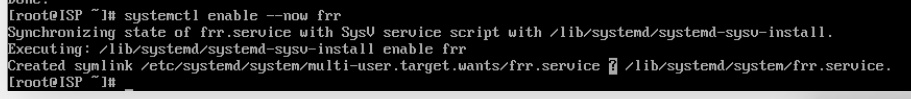 Done.
[root@ISP ~]# systemctl enable --now frr
Synchronizing state of frr.service with SysV service script with /lib/systemd/systemd-sysv-install.
Executing: /lib/systemd/systemd-sysv-install enable frr
Created symlink /etc/systemd/system/multi-user.target.wants/frr.service ? /lib/systemd/system/frr.service.
[root@ISP ~]# _